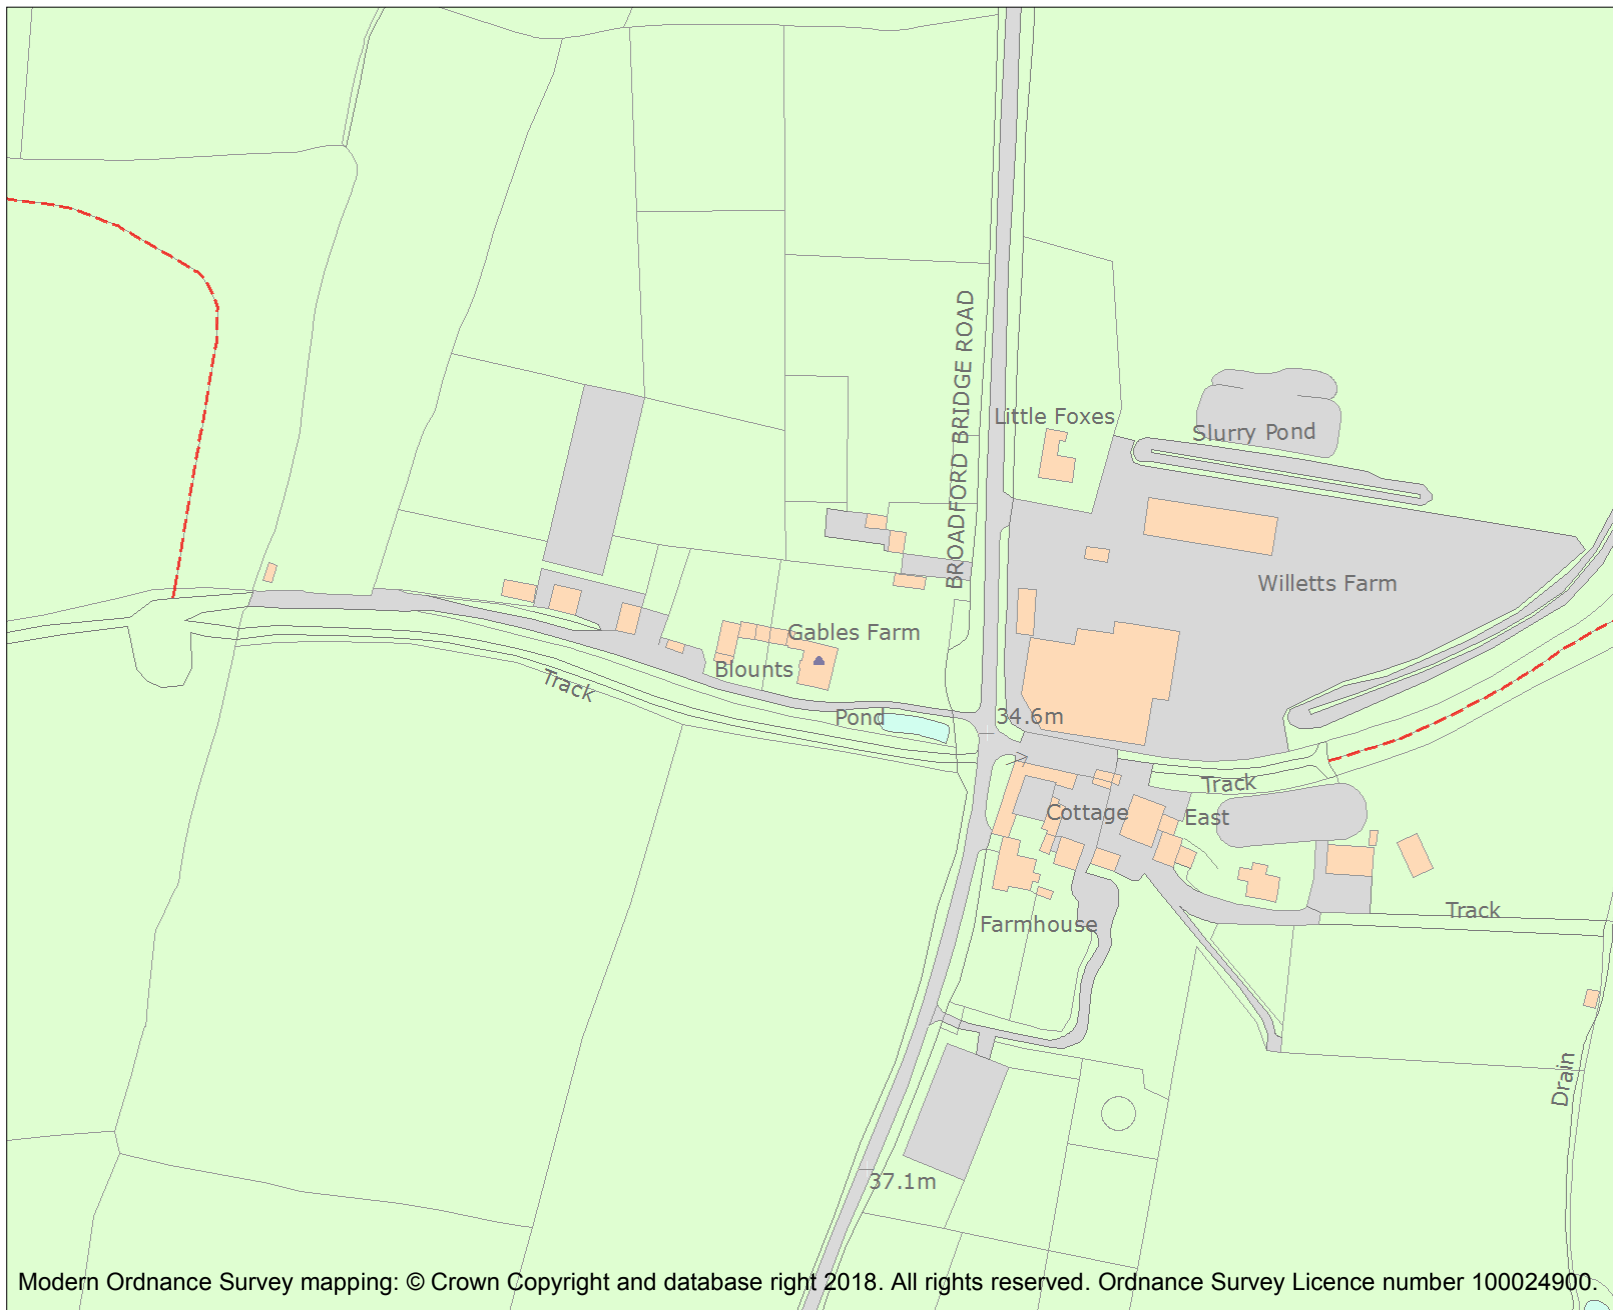 BROADFORD BRIDGE ROAD
Little Foxes
Slurry Pond
Willetts Farm
Gables Farm
Blounts
Track
Pond
34.6m
Track
Cottage
East
Track
Farmhouse
Drain
37.1m
Modern Ordnance Survey mapping: © Crown Copyright and database right 2018. All rights reserved. Ordnance Survey Licence number 100024900.